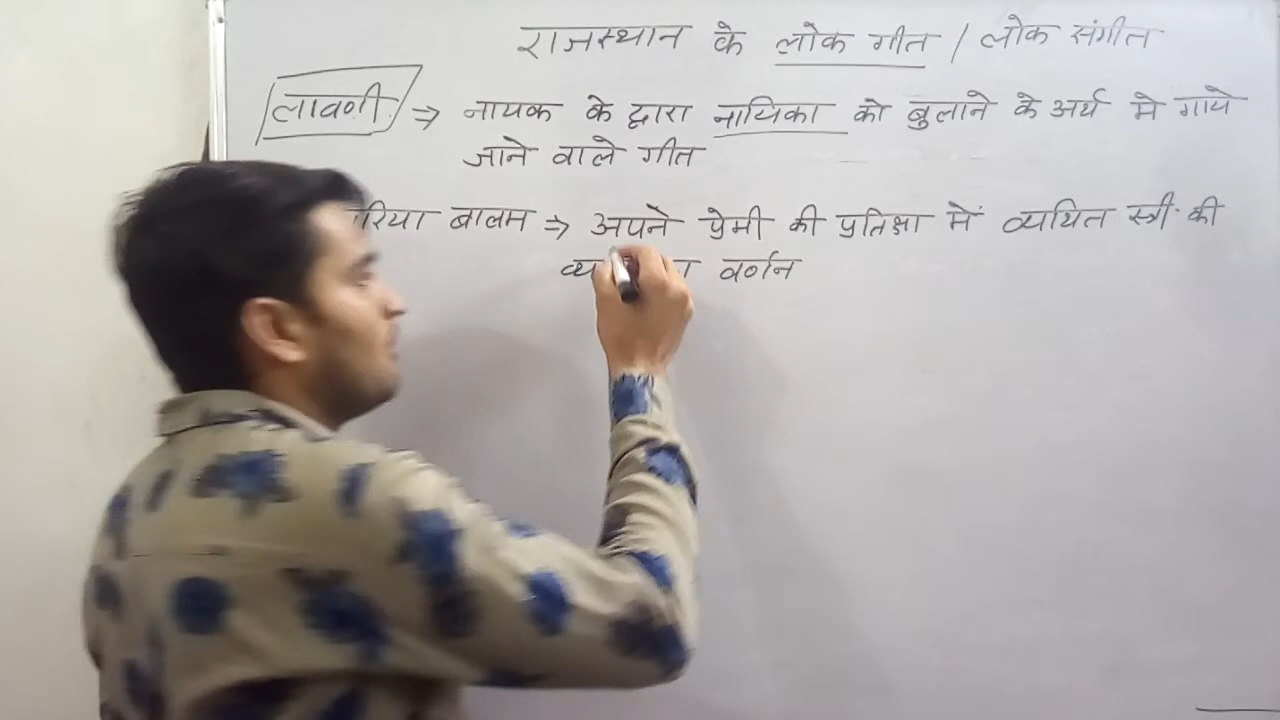 राजस्थान के लोक गीत / लोक संगीत
लावणी ⇒ नायक के द्वारा नायिका को बुलाने के अर्थ मे गाये
जाने वाले गीत
बालम ⇒ अपने प्रेमी की प्रतिक्षा में व्यथित स्त्री की
वर्णन